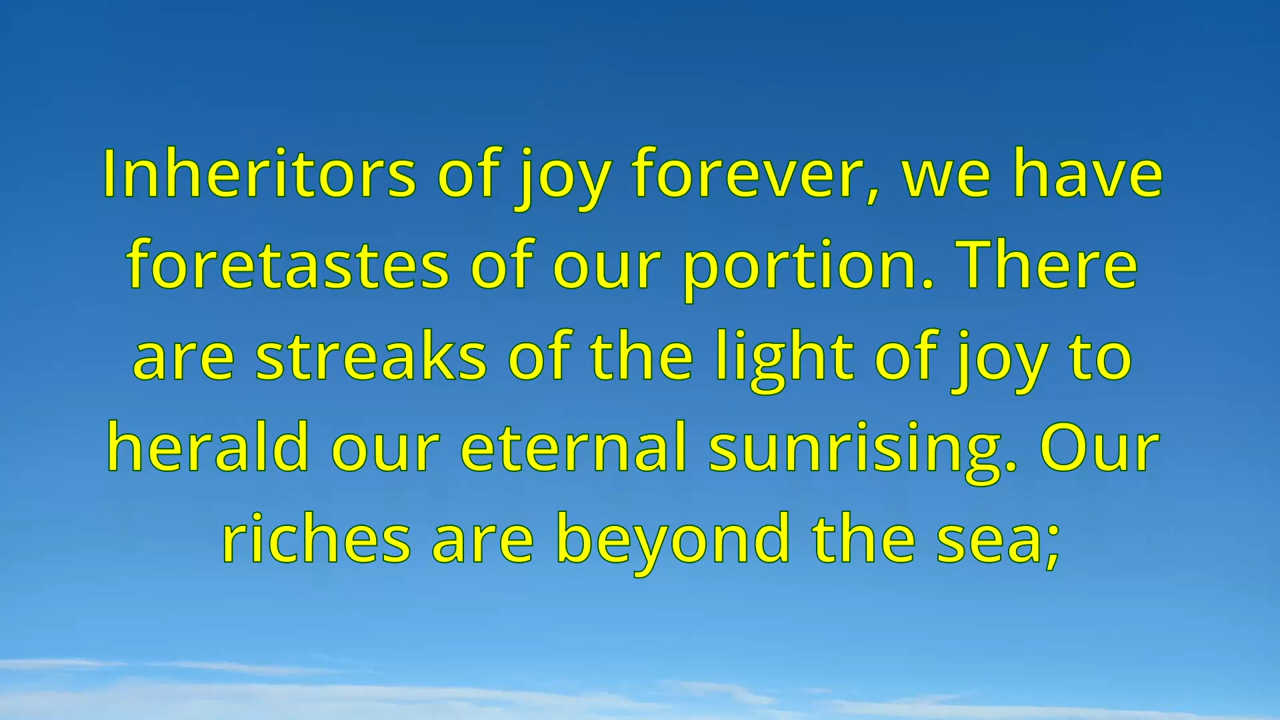 Inheritors of joy forever, we have
foretastes of our portion. There
are streaks of the light of joy to
herald our eternal sunrising. Our
riches are beyond the sea;